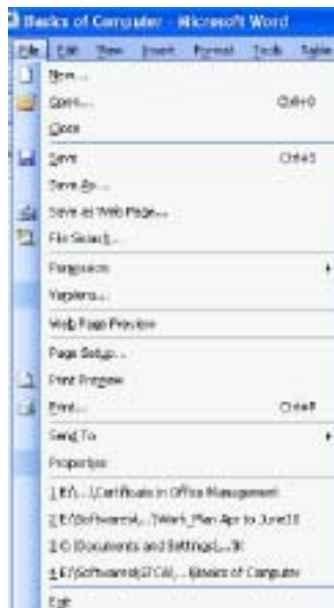 Basics of Computer - Microsoft Word
File Edit View Insert Format Tools Table
New...
Open... Ctrl+O
Close
Save Ctrl+S
Save As...
Save as Web Page...
File Search...
Permission
Versions...
Web Page Preview
Page Setup...
Print Preview
Print... Ctrl+P
Send To
Properties
1 E:\...\Certificate in Office Management
2 E:\Softwares\...\Work_Plan Apr to June10
3 C:\Documents and Settings\...\
4 E:\Softwares\...\Basics of Computer
Exit